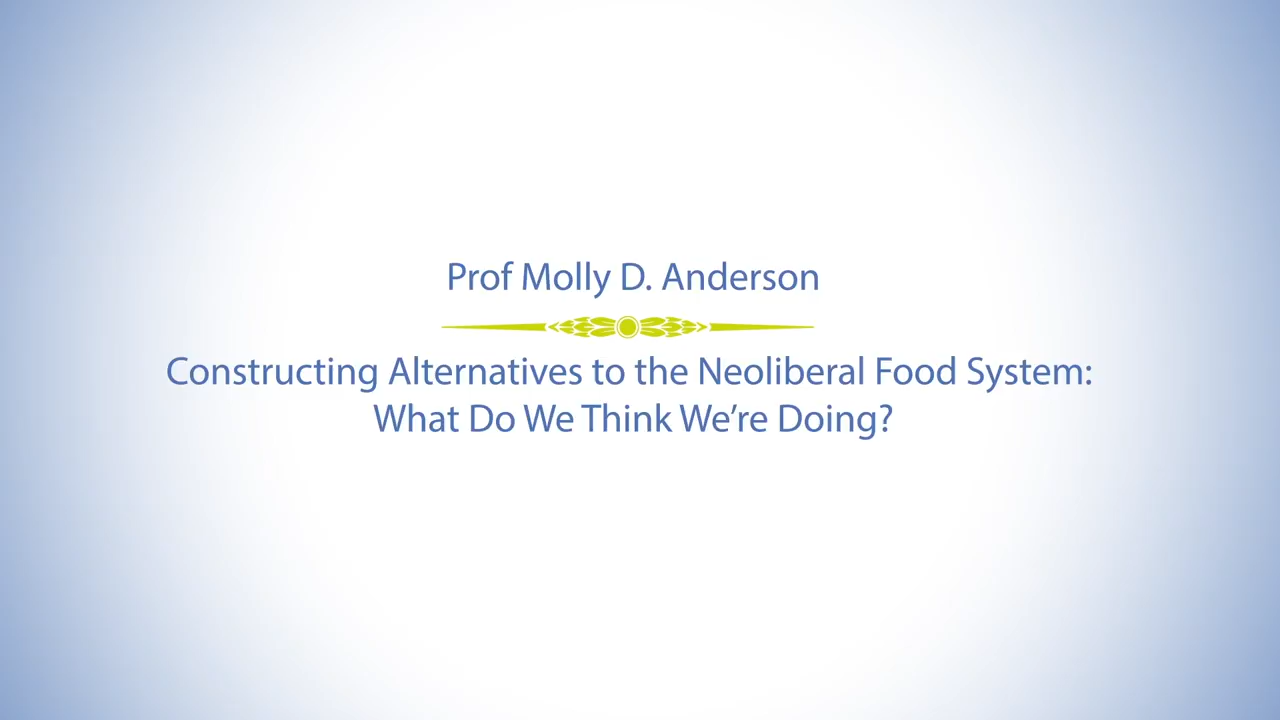 Prof Molly D. Anderson
Constructing Alternatives to the Neoliberal Food System:
What Do We Think We’re Doing?